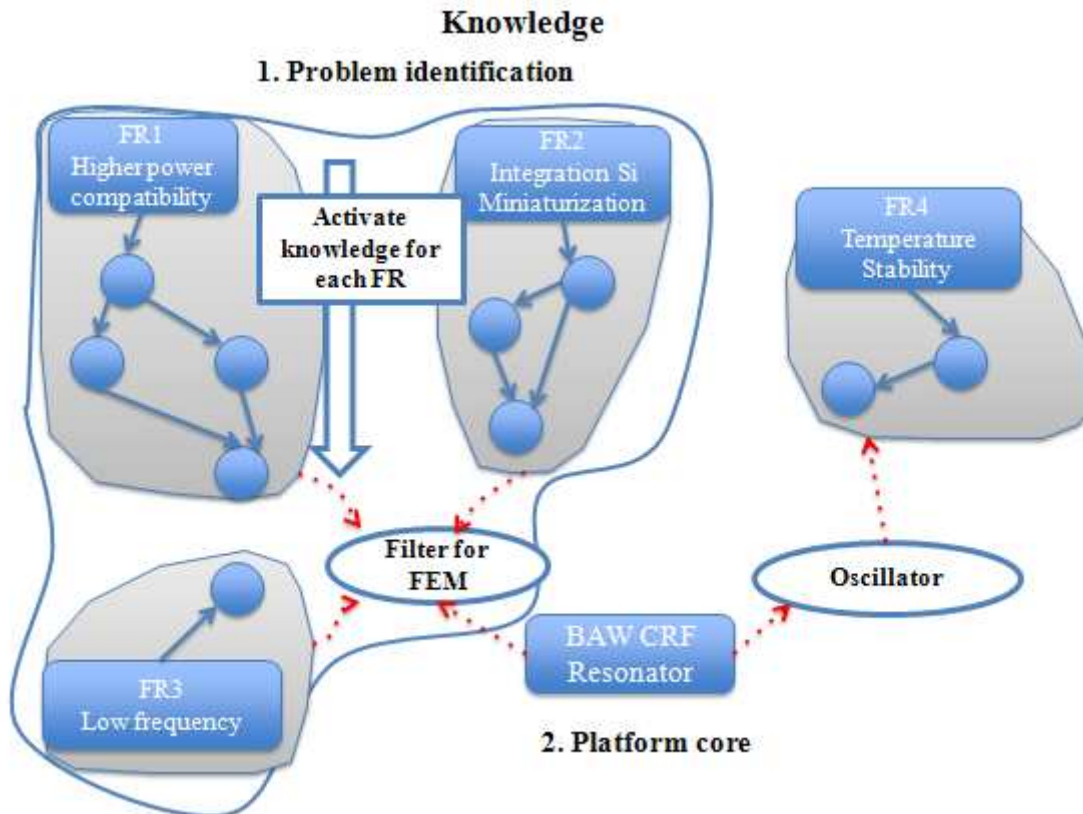 Knowledge
1. Problem identification
FR1
Higher power
compatibility
Activate
knowledge for
each FR
FR2
Integration Si
Miniaturization
FR4
Temperature
Stability
Filter for
FEM
Oscillator
BAW CRF
Resonator
FR3
Low frequency
2. Platform core